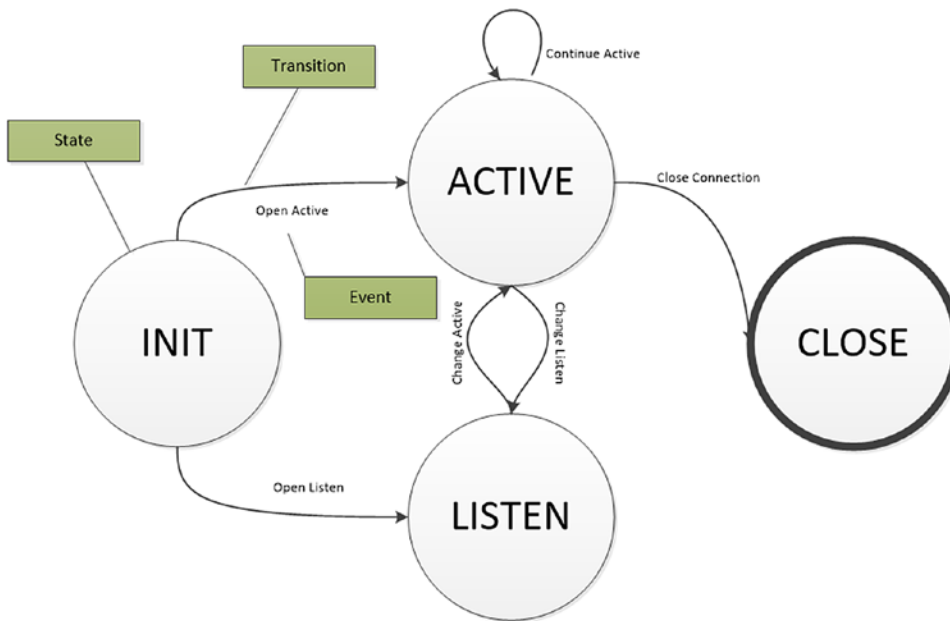 Transition
Continue Active
State
ACTIVE
Close Connection
Open Active
Event
Change Active
Change Listen
INIT
CLOSE
Open Listen
LISTEN